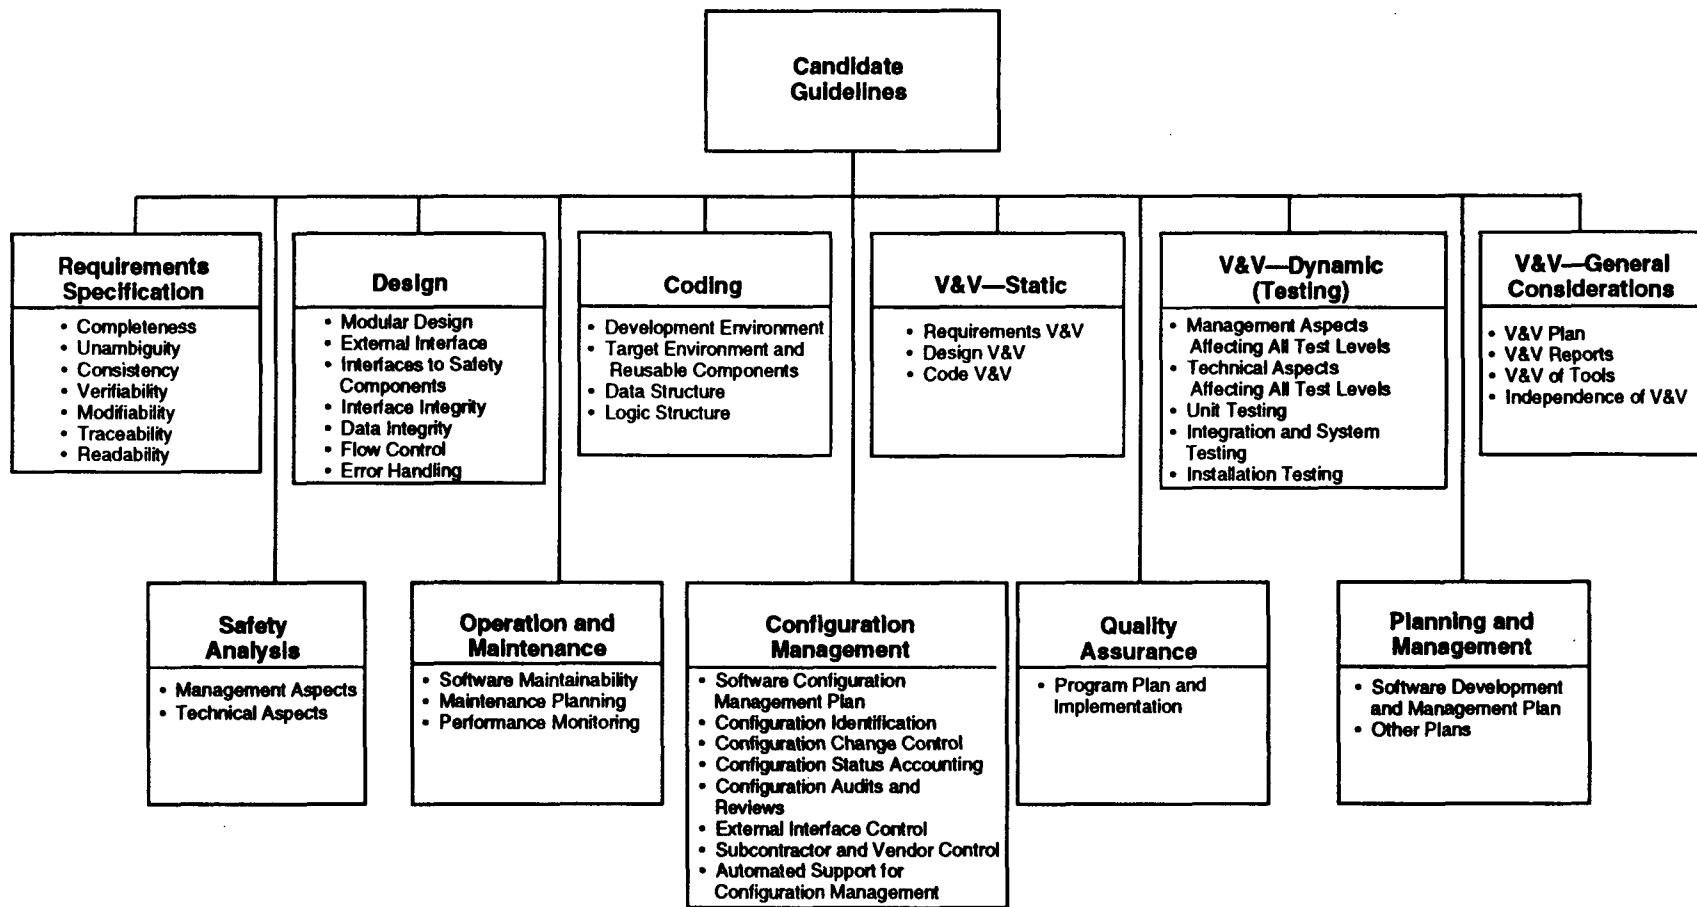 Candidate
Guidelines
Requirements
Specification
• Completeness
• Unambiguity
• Consistency
• Verifiability
• Modifiability
• Traceability
• Readability
Design
• Modular Design
• External Interface
• Interfaces to Safety
Components
• Interface Integrity
• Data Integrity
• Flow Control
• Error Handling
Coding
• Development Environment
• Target Environment and
Reusable Components
• Data Structure
• Logic Structure
V&V—Static
• Requirements V&V
• Design V&V
• Code V&V
V&V—Dynamic
(Testing)
• Management Aspects
Affecting All Test Levels
• Technical Aspects
Affecting All Test Levels
• Unit Testing
• Integration and System
Testing
• Installation Testing
V&V—General
Considerations
• V&V Plan
• V&V Reports
• V&V of Tools
• Independence of V&V
Safety
Analysis
• Management Aspects
• Technical Aspects
Operation and
Maintenance
• Software Maintainability
• Maintenance Planning
• Performance Monitoring
Configuration
Management
• Software Configuration
Management Plan
• Configuration Identification
• Configuration Change Control
• Configuration Status Accounting
• Configuration Audits and
Reviews
• External Interface Control
• Subcontractor and Vendor Control
• Automated Support for
Configuration Management
Quality
Assurance
• Program Plan and
Implementation
Planning and
Management
• Software Development
and Management Plan
• Other Plans